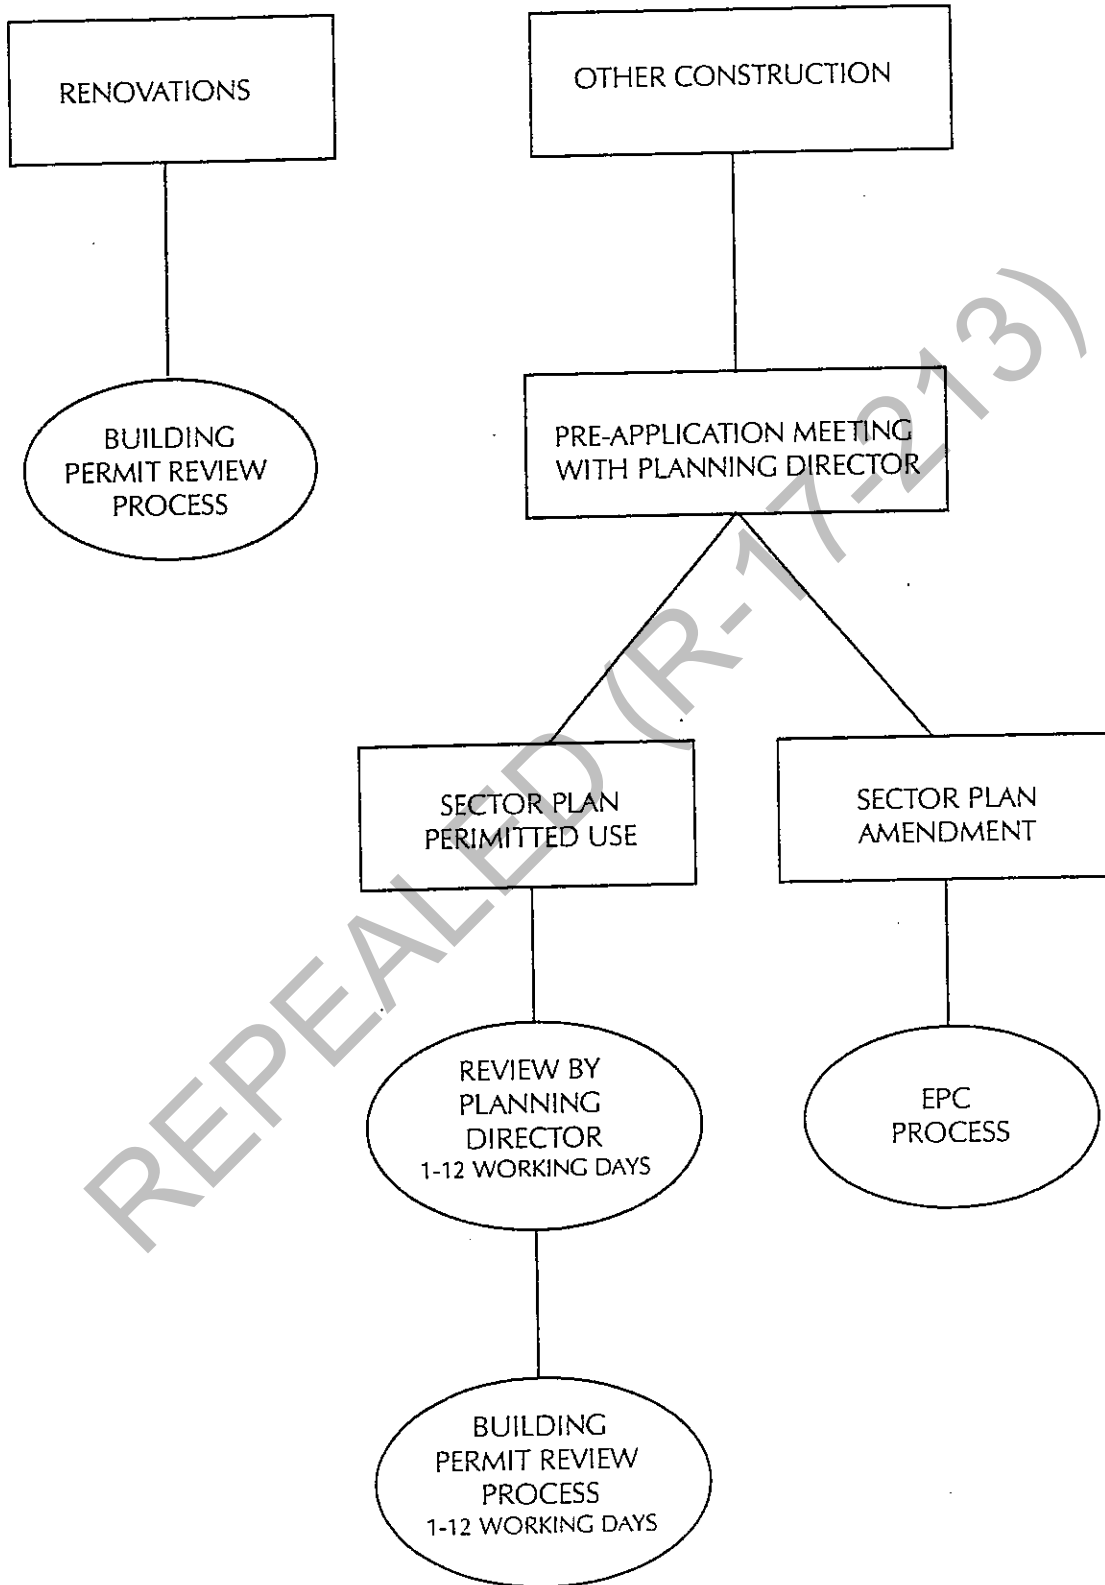 RENOVATIONS
OTHER CONSTRUCTION
BUILDING
PERMIT REVIEW
PROCESS
PRE-APPLICATION MEETING
WITH PLANNING DIRECTOR
SECTOR PLAN
PERIMITTED USE
SECTOR PLAN
AMENDMENT
REVIEW BY
PLANNING
DIRECTOR
1-12 WORKING DAYS
EPC
PROCESS
BUILDING
PERMIT REVIEW
PROCESS
1-12 WORKING DAYS
REPEALED (R-17-213)